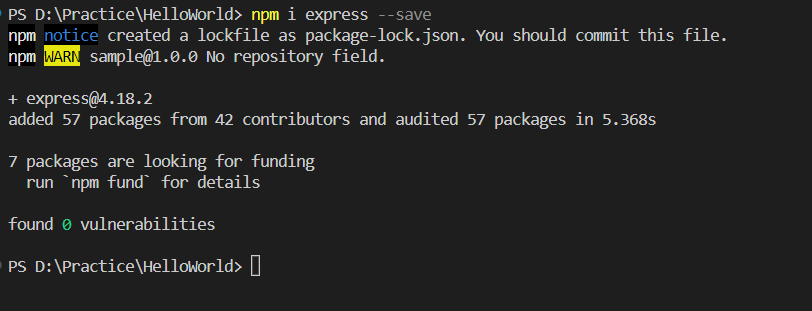 PS D:\Practice\HelloWorld> npm i express --save
npm notice created a lockfile as package-lock.json. You should commit this file.
npm WARN sample@1.0.0 No repository field.
+ express@4.18.2
added 57 packages from 42 contributors and audited 57 packages in 5.368s
7 packages are looking for funding
run `npm fund` for details
found 0 vulnerabilities
PS D:\Practice\HelloWorld>